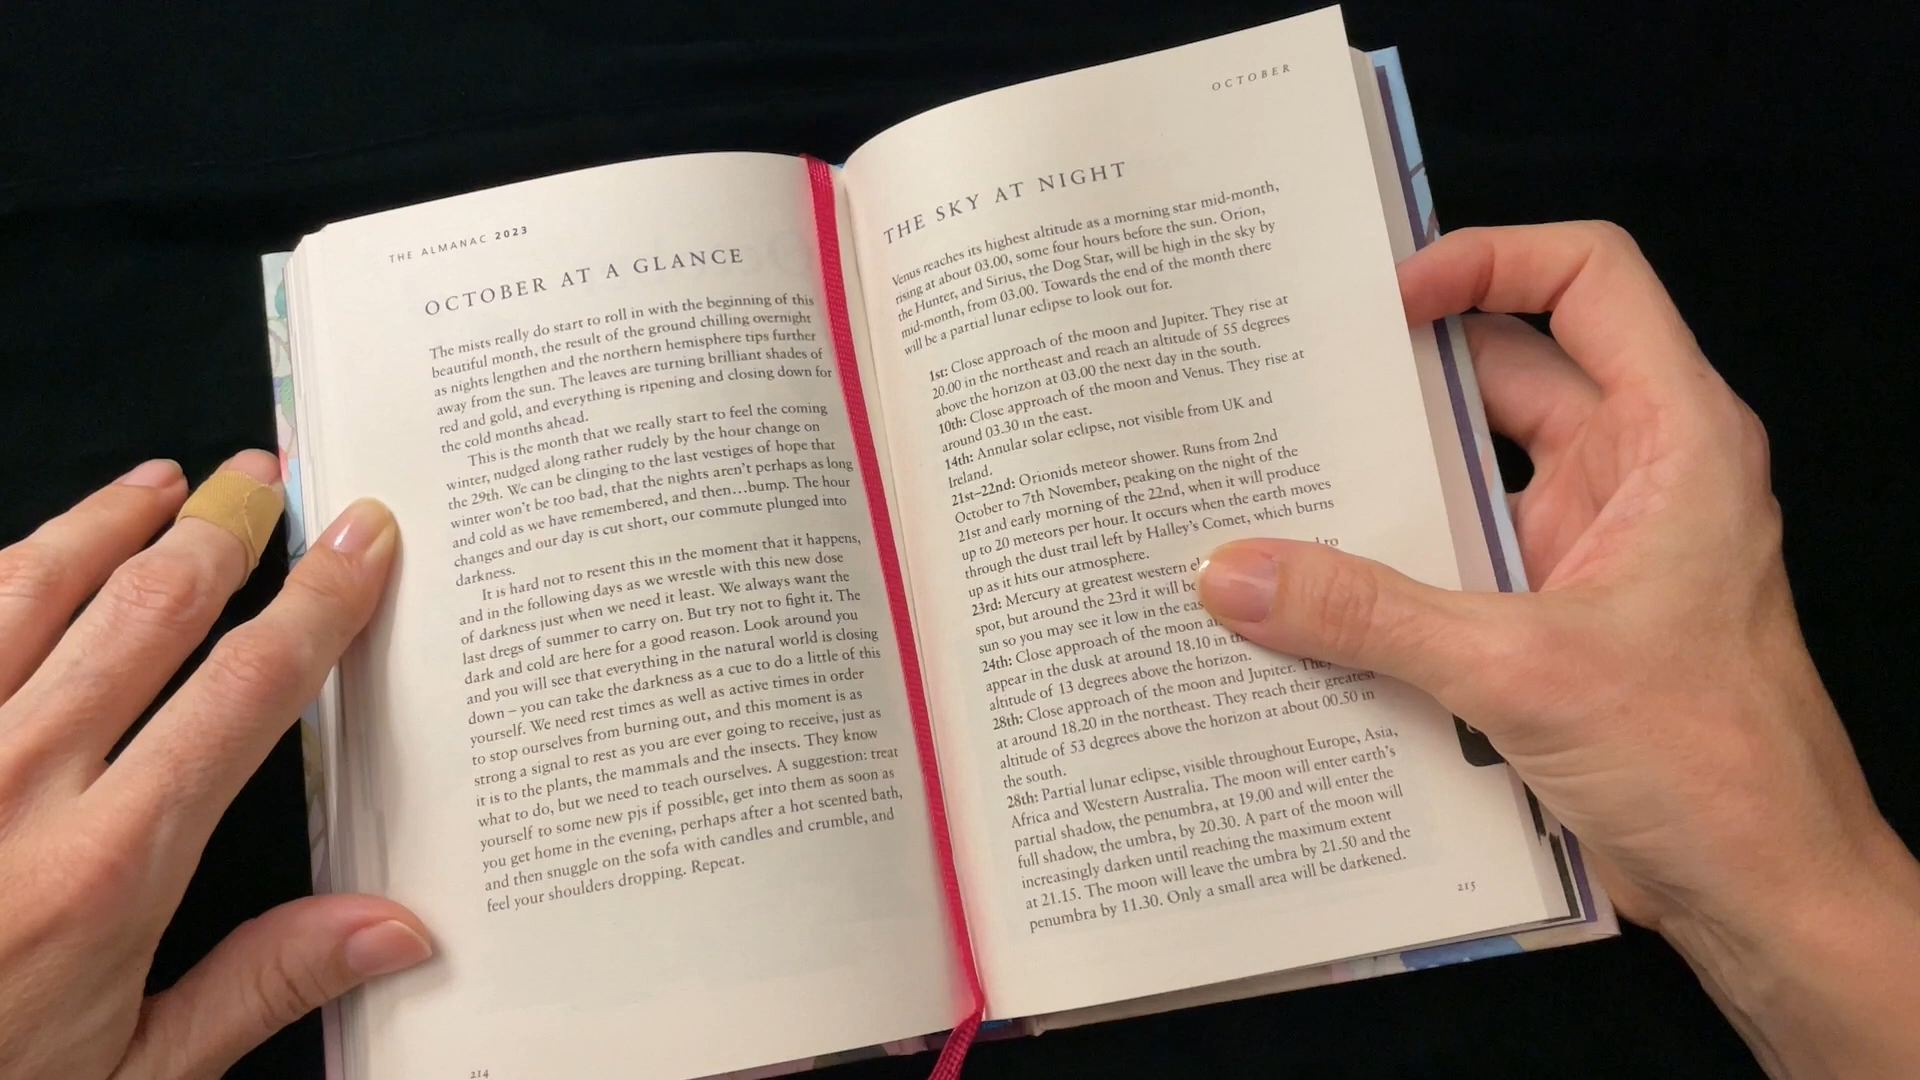 THE ALMANAC 2023
OCTOBER AT A GLANCE
The mists really do start to roll in with the beginning of this
beautiful month, the result of the ground chilling overnight
as nights lengthen and the northern hemisphere tips further
away from the sun. The leaves are turning brilliant shades of
red and gold, and everything is ripening and closing down for
the cold months ahead.
This is the month that we really start to feel the coming
winter, nudged along rather rudely by the hour change on
the 29th. We can be clinging to the last vestiges of hope that
winter won't be too bad, that the nights aren't perhaps as long
and cold as we have remembered, and then…bump. The hour
changes and our day is cut short, our commute plunged into
darkness.
It is hard not to resent this in the moment that it happens,
and in the following days as we wrestle with this new dose
of darkness just when we need it least. We always want the
last dregs of summer to carry on. But try not to fight it. The
dark and cold are here for a good reason. Look around you
and you will see that everything in the natural world is closing
down – you can take the darkness as a cue to do a little of this
yourself. We need rest times as well as active times in order
to stop ourselves from burning out, and this moment is as
strong a signal to rest as you are ever going to receive, just as
it is to the plants, the mammals and the insects. They know
what to do, but we need to teach ourselves. A suggestion: treat
yourself to some new pjs if possible, get into them as soon as
you get home in the evening, perhaps after a hot scented bath,
and then snuggle on the sofa with candles and crumble, and
feel your shoulders dropping. Repeat.
214
OCTOBER
THE SKY AT NIGHT
Venus reaches its highest altitude as a morning star mid-month,
rising at about 03.00, some four hours before the sun. Orion,
the Hunter, and Sirius, the Dog Star, will be high in the sky by
mid-month, from 03.00. Towards the end of the month there
will be a partial lunar eclipse to look out for.
1st: Close approach of the moon and Jupiter. They rise at
20.00 in the northeast and reach an altitude of 55 degrees
above the horizon at 03.00 the next day in the south.
10th: Close approach of the moon and Venus. They rise at
around 03.30 in the east.
14th: Annular solar eclipse, not visible from UK and
Ireland.
21st–22nd: Orionids meteor shower. Runs from 2nd
October to 7th November, peaking on the night of the
21st and early morning of the 22nd, when it will produce
up to 20 meteors per hour. It occurs when the earth moves
through the dust trail left by Halley's Comet, which burns
up as it hits our atmosphere.
23rd: Mercury at greatest western to
spot, but around the 23rd it will be
sun so you may see it low in the
24th: Close approach of the moon
appear in the dusk at around 18.10 in
altitude of 13 degrees above the horizon.
28th: Close approach of the moon and Jupiter. They
at around 18.20 in the northeast. They reach their greatest
altitude of 53 degrees above the horizon at about 00.50 in
the south.
28th: Partial lunar eclipse, visible throughout Europe, Asia,
Africa and Western Australia. The moon will enter earth's
partial shadow, the penumbra, at 19.00 and will enter the
full shadow, the umbra, by 20.30. A part of the moon will
increasingly darken until reaching the maximum extent
at 21.15. The moon will leave the umbra by 21.50 and the
penumbra by 11.30. Only a small area will be darkened.
215